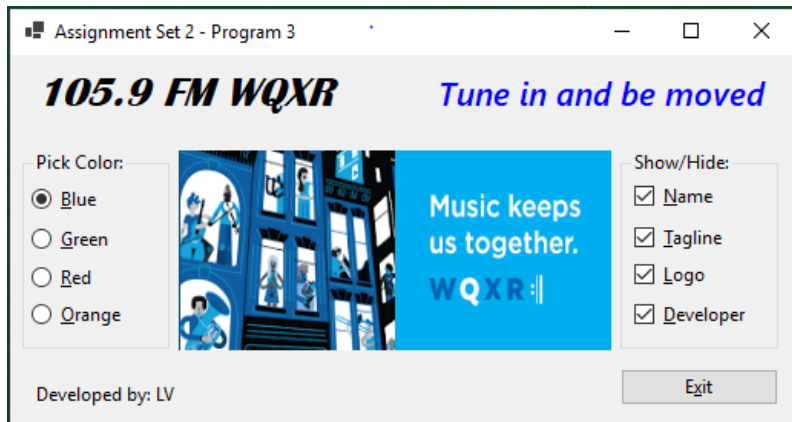 Assignment Set 2 - Program 3
105.9 FM WQXR
Tune in and be moved
Pick Color:
Blue
Green
Red
Orange
Music keeps
us together.
WQXR
Show/Hide:
Name
Tagline
Logo
Developer
Developed by: LV
Exit